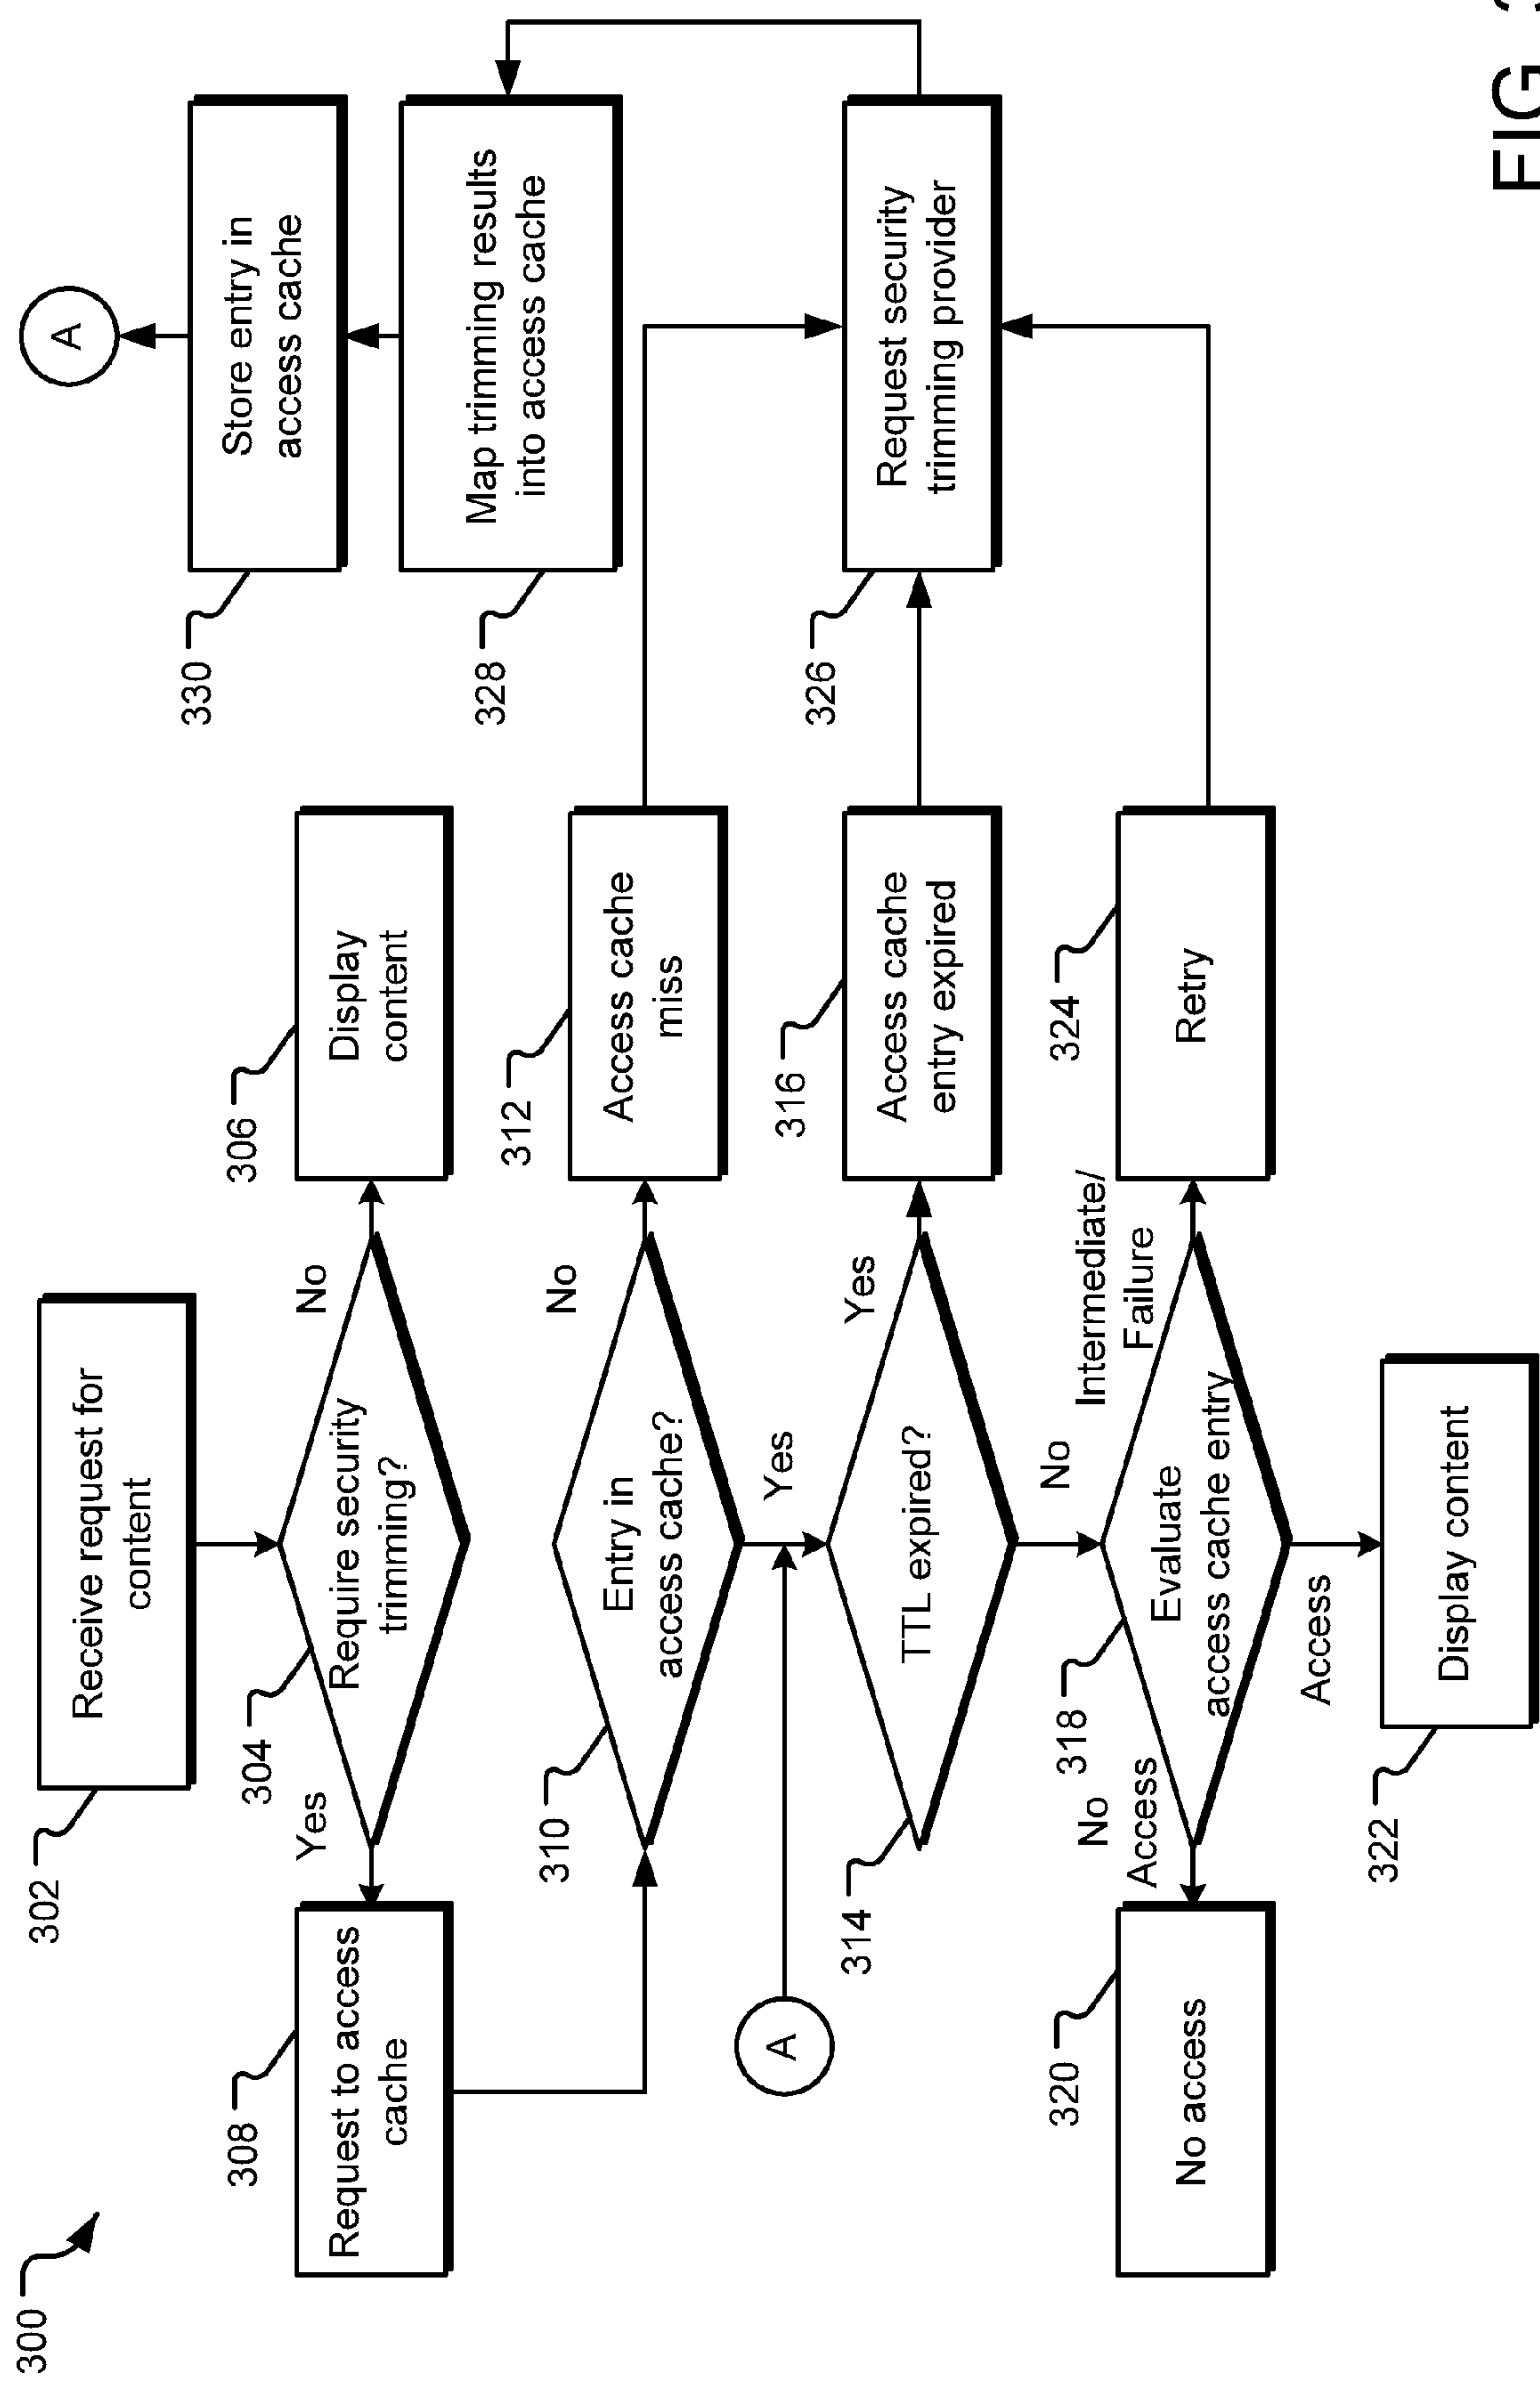 300
302
Receive request for
content
304
Require security
trimming?
Yes
No
306
Display
content
308
Request to access
cache
310
Entry in
access cache?
No
Yes
312
Access cache
miss
A
314
TTL expired?
Yes
No
316
Access cache
entry expired
318
Evaluate
access cache entry
No
Access
Access
Intermediate/
Failure
320
No access
322
Display content
324
Retry
326
Request security
trimming provider
328
Map trimming results
into access cache
330
Store entry in
access cache
A
FIG.